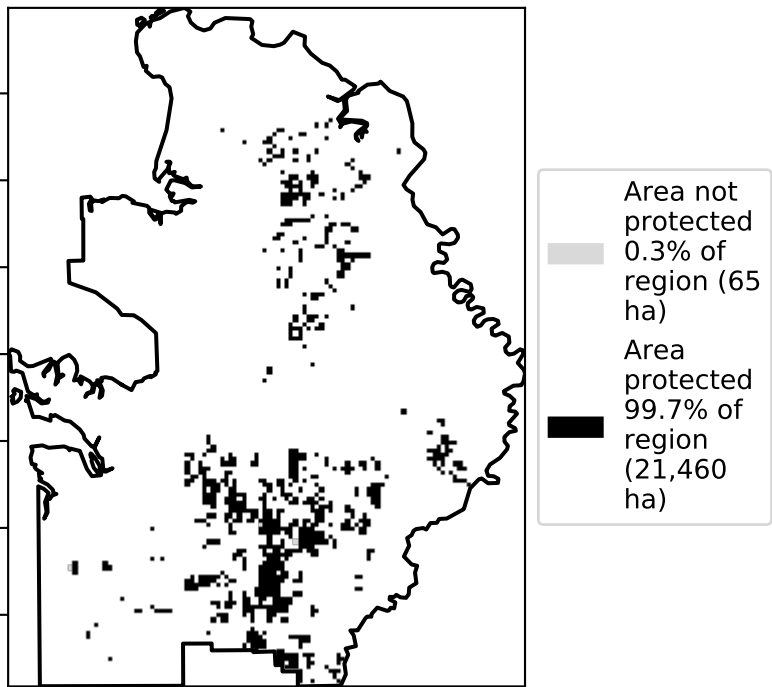 Area not
protected
0.3% of
region (65
ha)
Area
protected
99.7% of
region
(21,460
ha)